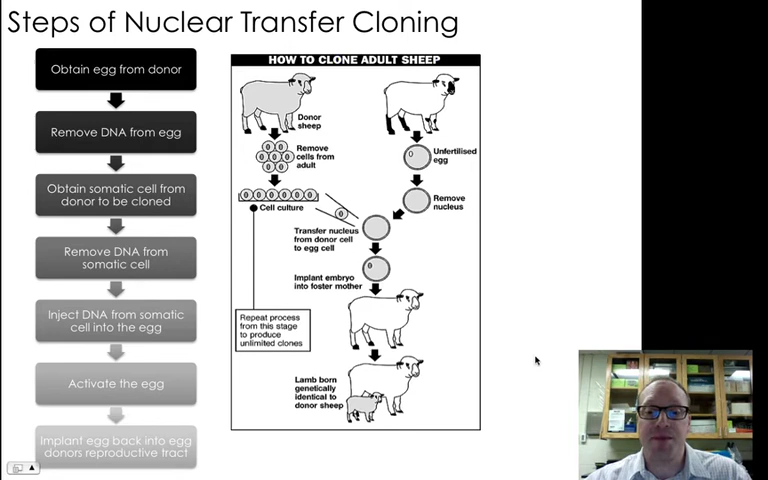 Steps of Nuclear Transfer Cloning
Obtain egg from donor
Remove DNA from egg
Obtain somatic cell from
donor to be cloned
Remove DNA from
somatic cell
Inject DNA from somatic
cell into the egg
Activate the egg
Implant egg back into egg
donors reproductive tract
HOW TO CLONE ADULT SHEEP
Donor
sheep
Remove
cells from
adult
Cell culture
Unfertilised
egg
Remove
nucleus
Transfer nucleus
from donor cell
to egg cell
Implant embryo
into foster mother
Repeat process
from this stage
to produce
unlimited clones
Lamb born
genetically
identical to
donor sheep